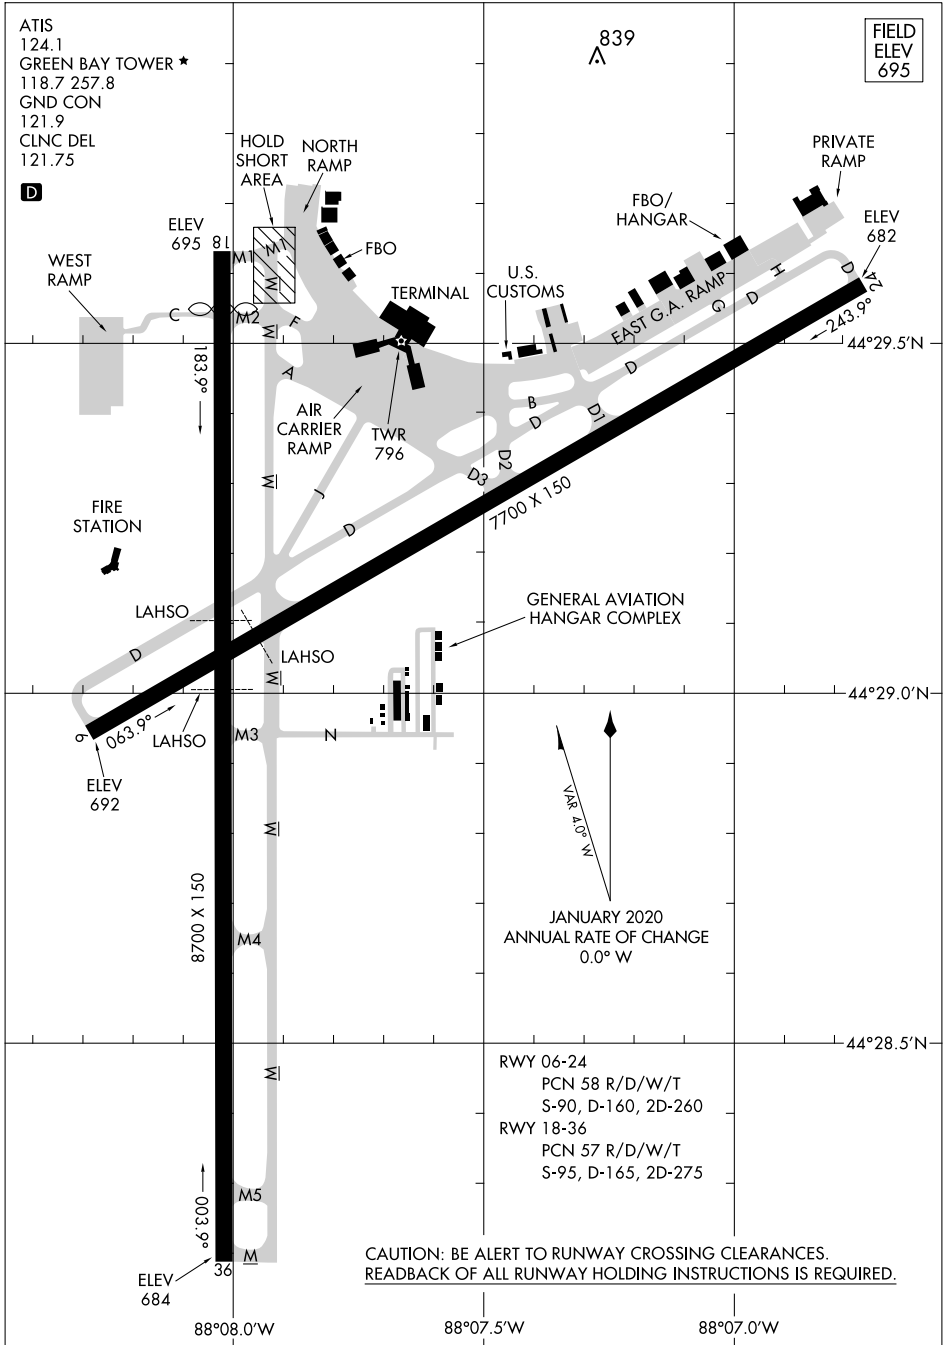 ATIS
124.1
GREEN BAY TOWER ★
118.7 257.8
GND CON
121.9
CLNC DEL
121.75
D
839
FIELD
ELEV
695
HOLD
SHORT
AREA
NORTH
RAMP
PRIVATE
RAMP
ELEV
695
18
M1
M1
FBO
FBO/
HANGAR
ELEV
682
WEST
RAMP
W
TERMINAL
U.S.
CUSTOMS
EAST G.A. RAMP
H
D
D
G
24
C
M2
W
F
243.9°
44°29.5'N
183.9°
A
AIR
CARRIER
RAMP
TWR
796
B
D
D
D1
D2
D3
W
J
D
7700 X 150
FIRE
STATION
LAHSO
LAHSO
LAHSO
D
GENERAL AVIATION
HANGAR COMPLEX
W
44°29.0'N
6
063.9°
M3
N
ELEV
692
W
VAR 4.0° W
JANUARY 2020
ANNUAL RATE OF CHANGE
0.0° W
8700 X 150
M4
44°28.5'N
W
RWY 06-24
PCN 58 R/D/W/T
S-90, D-160, 2D-260
RWY 18-36
PCN 57 R/D/W/T
S-95, D-165, 2D-275
M5
003.9°
M
36
ELEV
684
CAUTION: BE ALERT TO RUNWAY CROSSING CLEARANCES.
READBACK OF ALL RUNWAY HOLDING INSTRUCTIONS IS REQUIRED.
88°08.0'W
88°07.5'W
88°07.0'W